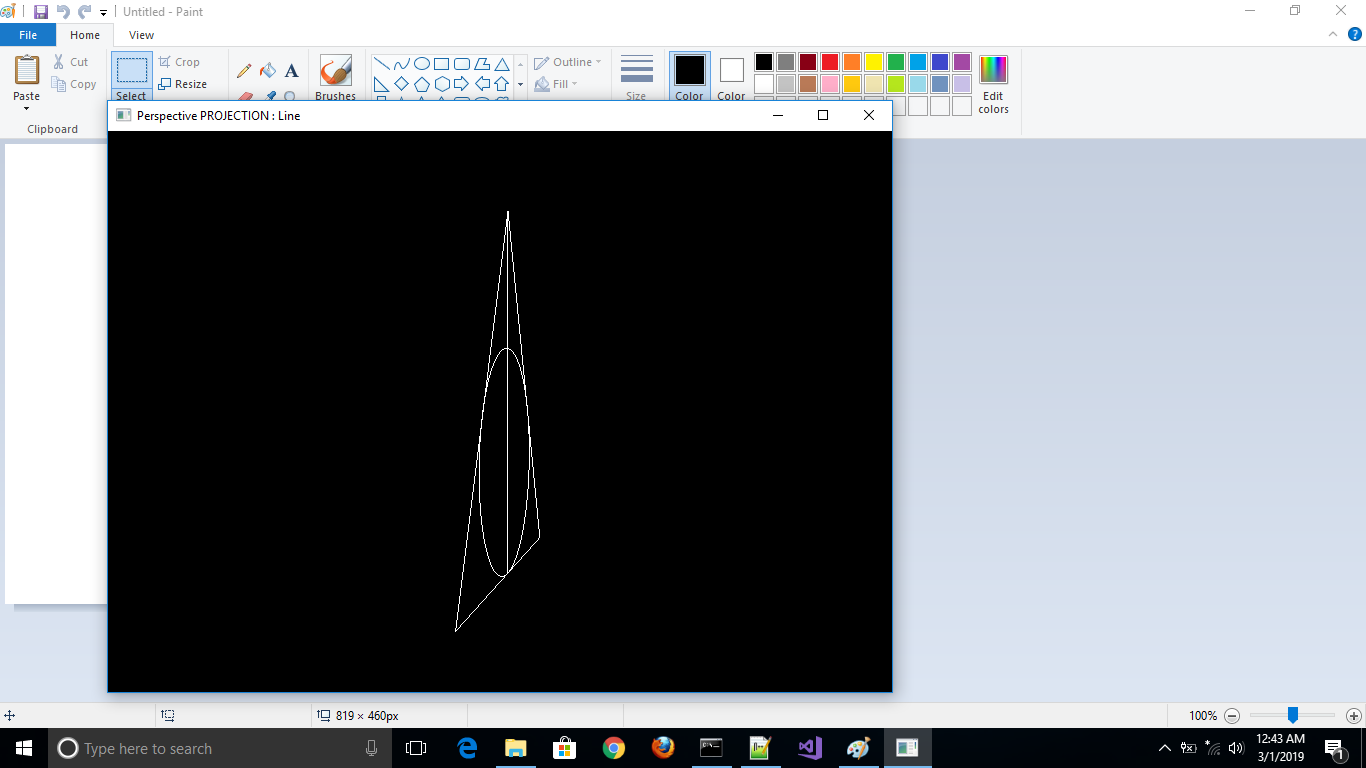 Untitled - Paint
File Home View
Paste
Cut
Copy
Clipboard
Select
Crop
Resize
A
Brushes
Outline
Fill
Size
Color
Color
Edit
colors
?
Perspective PROJECTION : Line
819 × 460px
100%
Type here to search
12:43 AM
3/1/2019
1